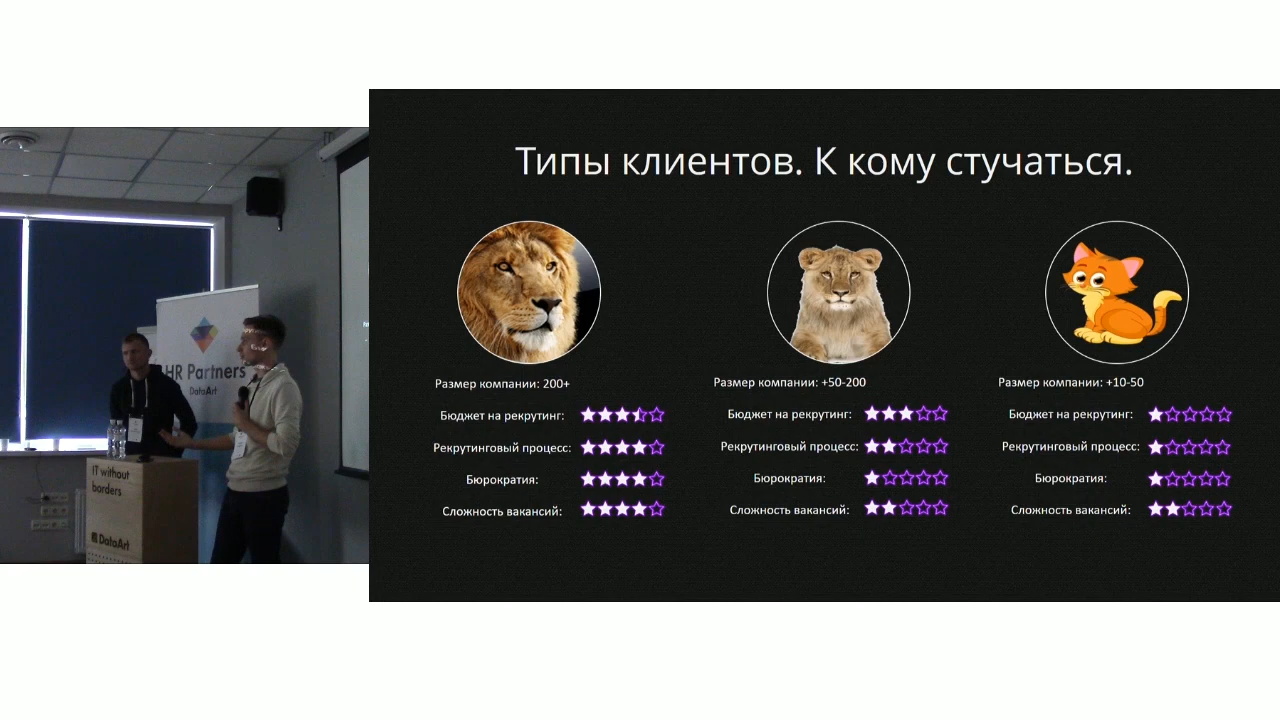 Типы клиентов. К кому стучаться.
Размер компании: 200+
Бюджет на рекрутинг:
Рекрутинговый процесс:
Бюрократия:
Сложность вакансий:
Размер компании: +50-200
Бюджет на рекрутинг:
Рекрутинговый процесс:
Бюрократия:
Сложность вакансий:
Размер компании: +10-50
Бюджет на рекрутинг:
Рекрутинговый процесс:
Бюрократия:
Сложность вакансий:
HR Partners
DataArt
IT without
borders
DataArt